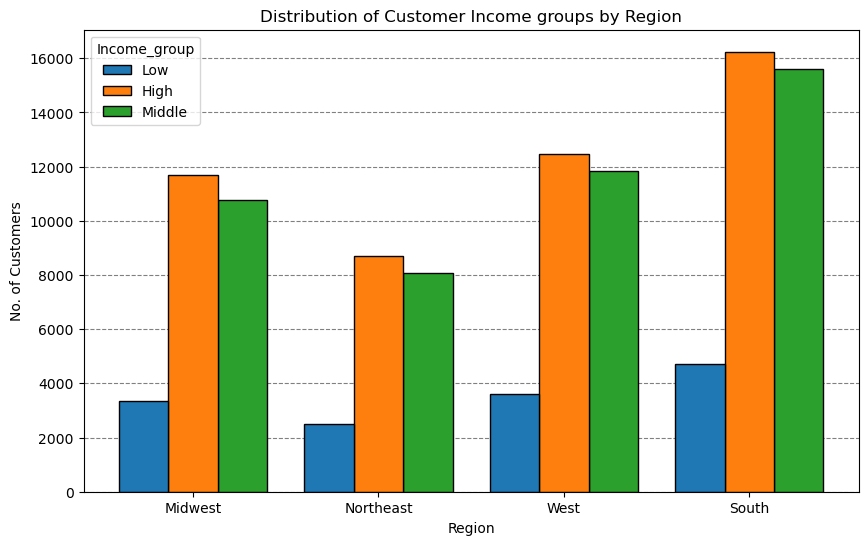 Distribution of Customer Income groups by Region
Income_group
Low
High
Middle
16000
14000
12000
10000
8000
6000
4000
2000
0
No. of Customers
Midwest
Northeast
West
South
Region